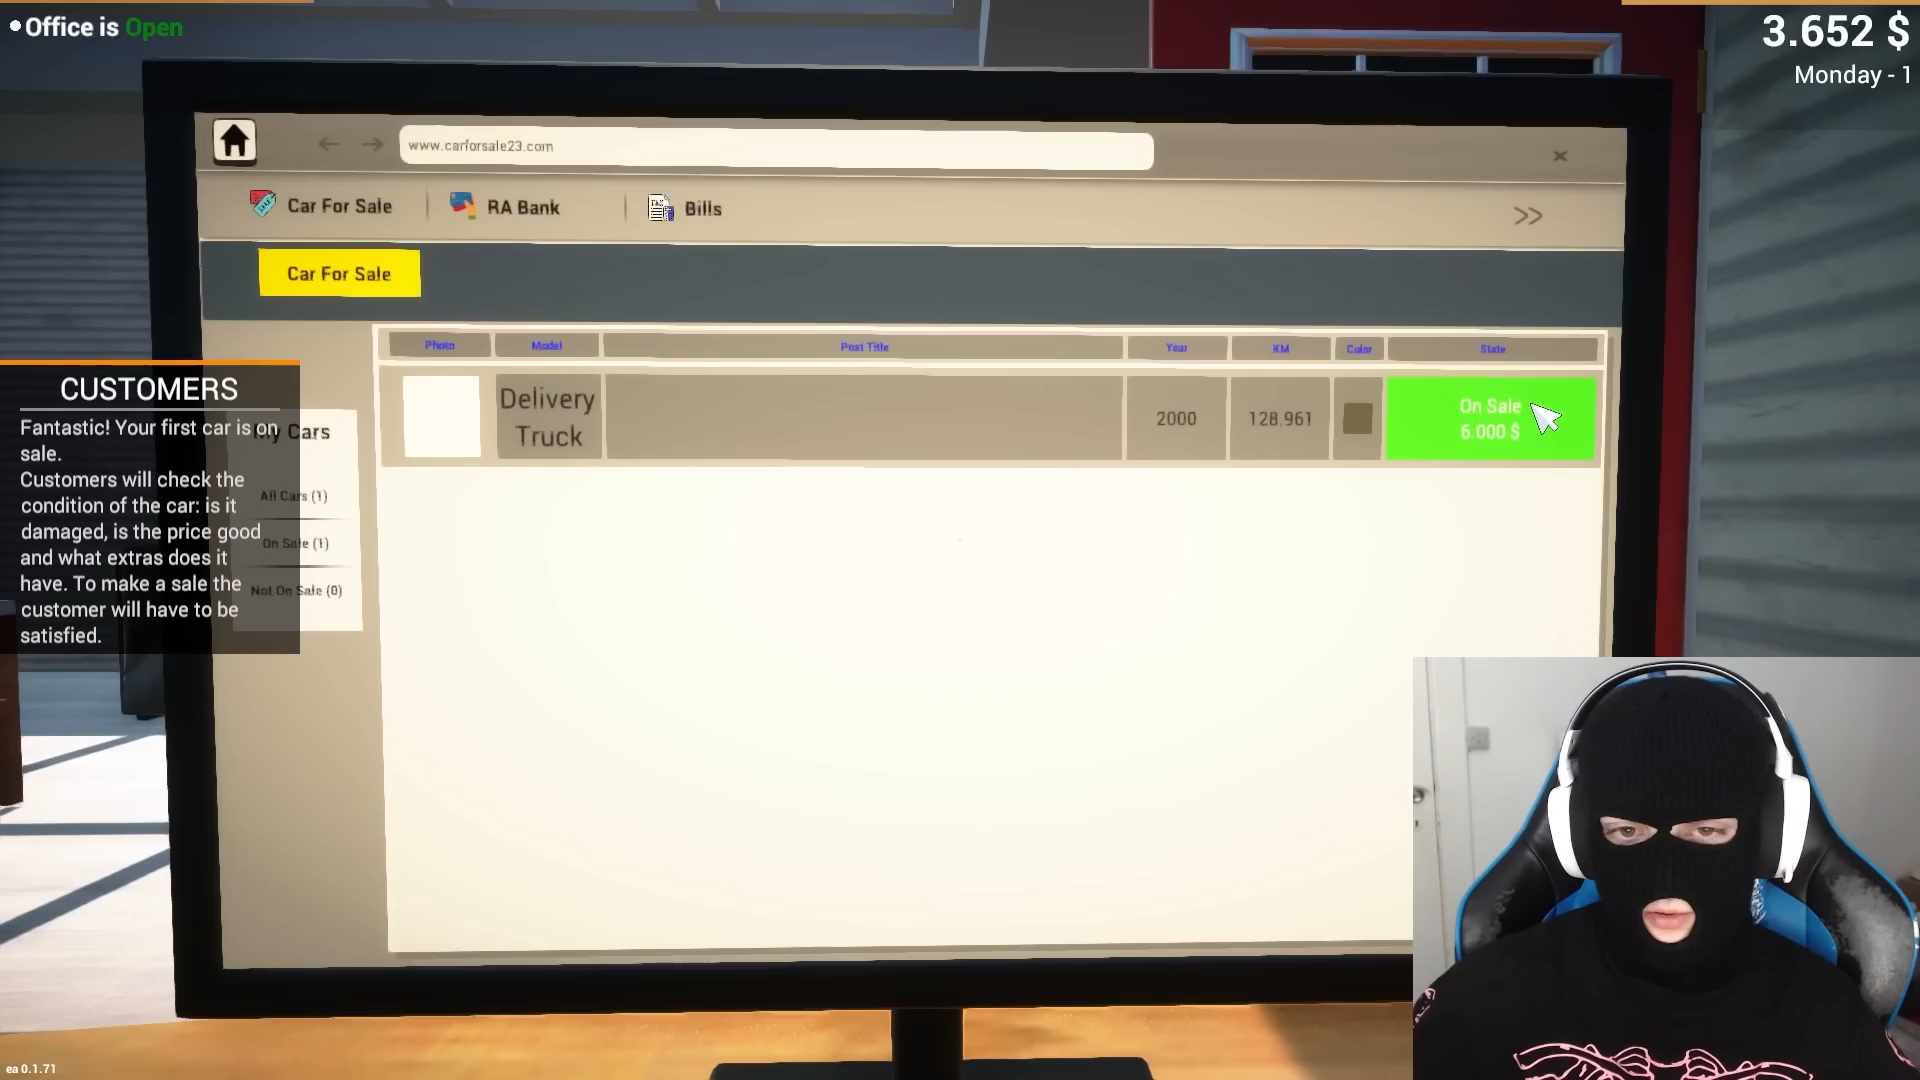 Office is Open
3.652 $
Monday - 1
www.carforsale23.com
Car For Sale
RA Bank
Bills
Car For Sale
Photo
Model
Post Title
Year
KM
Color
State
Delivery
Truck
2000
128.961
On Sale
6.000 $
My Cars
All Cars (1)
On Sale (1)
Not On Sale (0)
CUSTOMERS
Fantastic! Your first car is on
sale.
Customers will check the
condition of the car: is it
damaged, is the price good
and what extras does it
have. To make a sale the
customer will have to be
satisfied.
ea 0.1.71